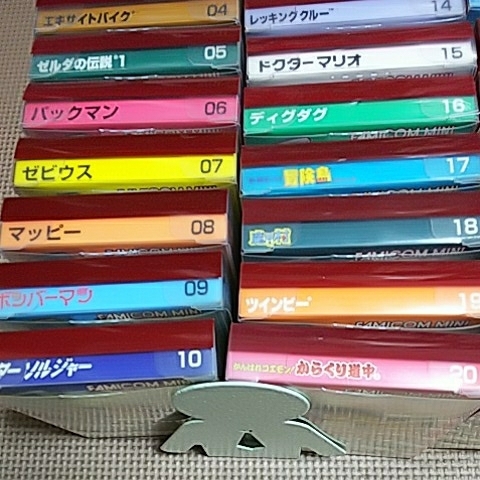 エキサイトバイク 04
ゼルダの伝説 1 05
パックマン 06
ゼビウス 07
マッピー 08
ボンバーマン 09
ターソルジャー 10
レッキングクルー 14
ドクターマリオ 15
ディグダグ 16
FAMICOM MINI
冒険島 17
魔界村 18
ツインビー 19
FAMICOM MINI
がんばれゴエモン! からくり道中 20
FAMICOM MINI